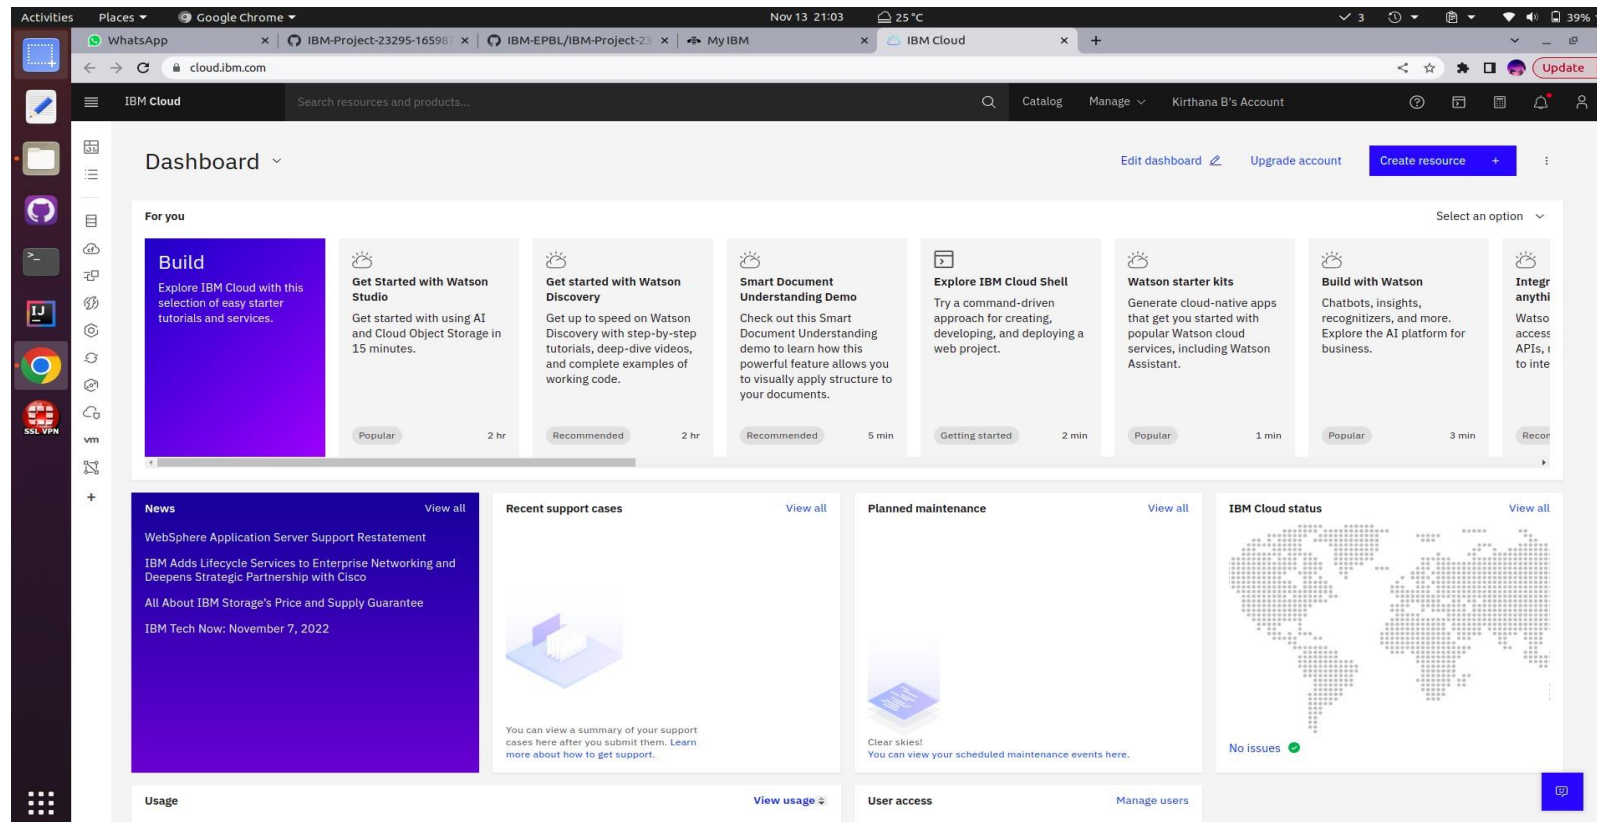 Activities Places Google Chrome Nov 13 21:03 25 °C 3 39%
WhatsApp IBM-Project-23295-16598 IBM-EPBL/IBM-Project-23 My IBM IBM Cloud
cloud.ibm.com Update
IBM Cloud Search resources and products... Catalog Manage Kirthana B's Account
Dashboard Edit dashboard Upgrade account Create resource +
For you Select an option
Build
Explore IBM Cloud with this
selection of easy starter
tutorials and services.
Get Started with Watson
Studio
Get started with using AI
and Cloud Object Storage in
15 minutes.
Popular 2 hr
Get started with Watson
Discovery
Get up to speed on Watson
Discovery with step-by-step
tutorials, deep-dive videos,
and complete examples of
working code.
Recommended 2 hr
Smart Document
Understanding Demo
Check out this Smart
Document Understanding
demo to learn how this
powerful feature allows you
to visually apply structure to
your documents.
Recommended 5 min
Explore IBM Cloud Shell
Try a command-driven
approach for creating,
developing, and deploying a
web project.
Getting started 2 min
Watson starter kits
Generate cloud-native apps
that get you started with
popular Watson cloud
services, including Watson
Assistant.
Popular 1 min
Build with Watson
Chatbots, insights,
recognitizers, and more.
Explore the AI platform for
business.
Popular 3 min
Integr
anythi
Watso
access
APIs, r
to inte
Recor
SSL VPN
vm
News View all
WebSphere Application Server Support Restatement
IBM Adds Lifecycle Services to Enterprise Networking and
Deepens Strategic Partnership with Cisco
All About IBM Storage's Price and Supply Guarantee
IBM Tech Now: November 7, 2022
Recent support cases View all
You can view a summary of your support
cases here after you submit them. Learn
more about how to get support.
Planned maintenance View all
Clear skies!
You can view your scheduled maintenance events here.
IBM Cloud status View all
No issues
Usage View usage
User access Manage users